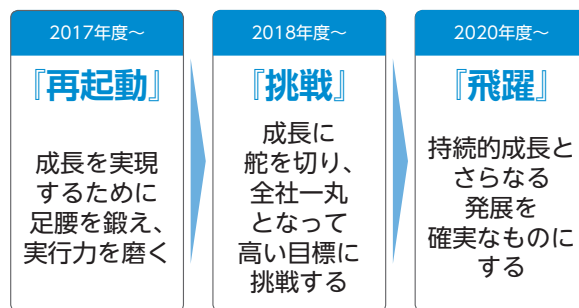 2017年度～
『再起動』
成長を実現
するために
足腰を鍛え、
実行力を磨く
2018年度～
『挑戦』
成長に
舵を切り、
全社一丸
となって
高い目標に
挑戦する
2020年度～
『飛躍』
持続的成長と
さらなる
発展を
確実なものに
する